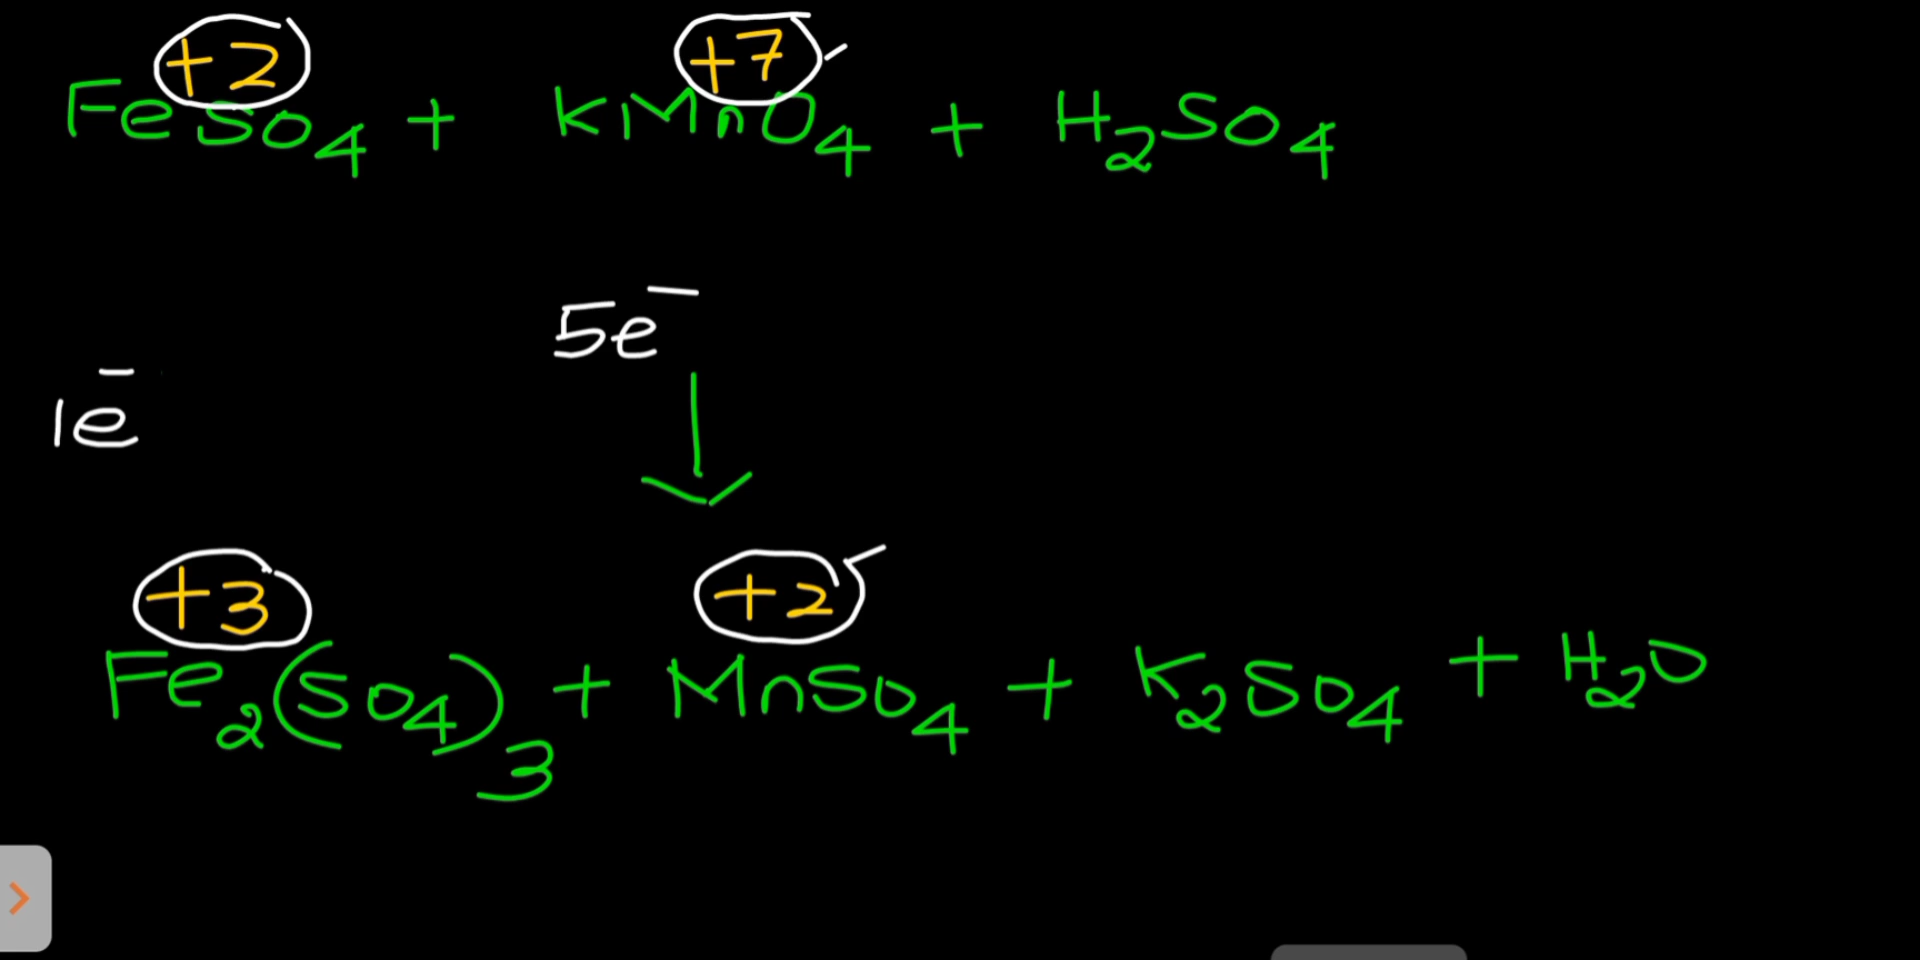 +2 +7
FeSO4 + KMnO4 + H2SO4
5e-
1e-
+3 +2
Fe2(SO4)3 + MnSO4 + K2SO4 + H2O